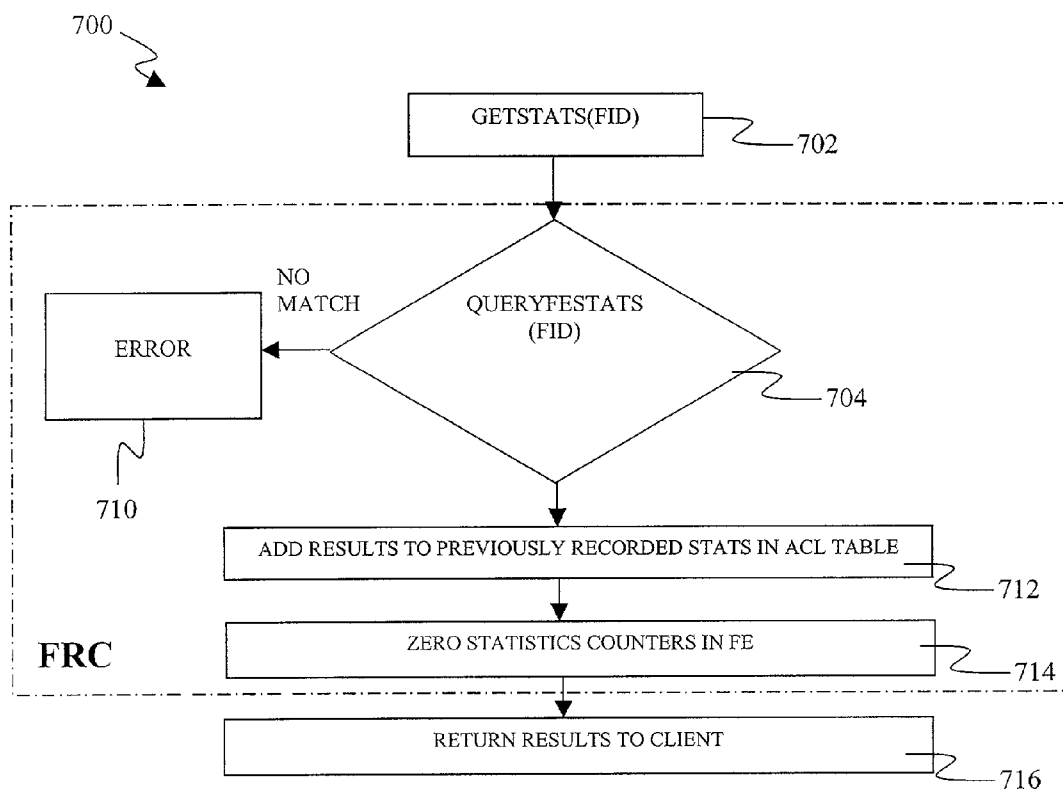 700
GETSTATS(FID)
702
NO
MATCH
QUERYFESTATS
(FID)
ERROR
704
710
ADD RESULTS TO PREVIOUSLY RECORDED STATS IN ACL TABLE
712
FRC
ZERO STATISTICS COUNTERS IN FE
714
RETURN RESULTS TO CLIENT
716